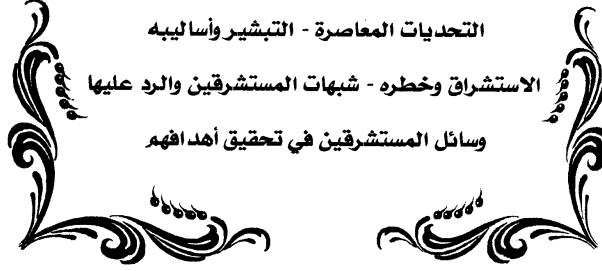 التحديات المعاصرة - التبشير وأساليبه
الاستشراق وخطره - شبهات المستشرقين والرد عليها
وسائل المستشرقين في تحقيق أهدافهم